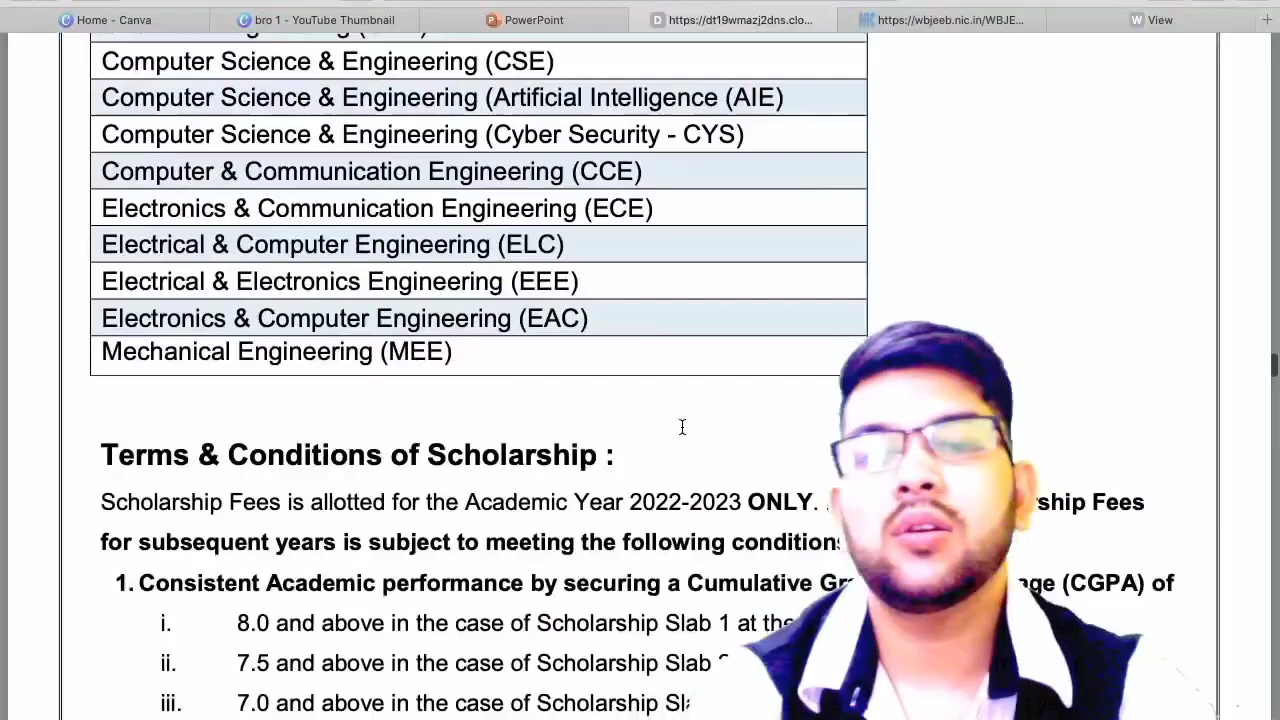 Home - Canva
bro 1 - YouTube Thumbnail
PowerPoint
https://dt19wmazj2dns.clo...
https://wbjeeb.nic.in/WBJE...
View
Computer Science & Engineering (CSE)
Computer Science & Engineering (Artificial Intelligence (AIE)
Computer Science & Engineering (Cyber Security - CYS)
Computer & Communication Engineering (CCE)
Electronics & Communication Engineering (ECE)
Electrical & Computer Engineering (ELC)
Electrical & Electronics Engineering (EEE)
Electronics & Computer Engineering (EAC)
Mechanical Engineering (MEE)
Terms & Conditions of Scholarship :
Scholarship Fees is allotted for the Academic Year 2022-2023 ONLY. Fees
for subsequent years is subject to meeting the following
1. Consistent Academic performance by securing a Cumulative (CGPA) of
i. 8.0 and above in the case of Scholarship Slab 1 at
ii. 7.5 and above in the case of Scholarship Slab
iii. 7.0 and above in the case of Scholarship